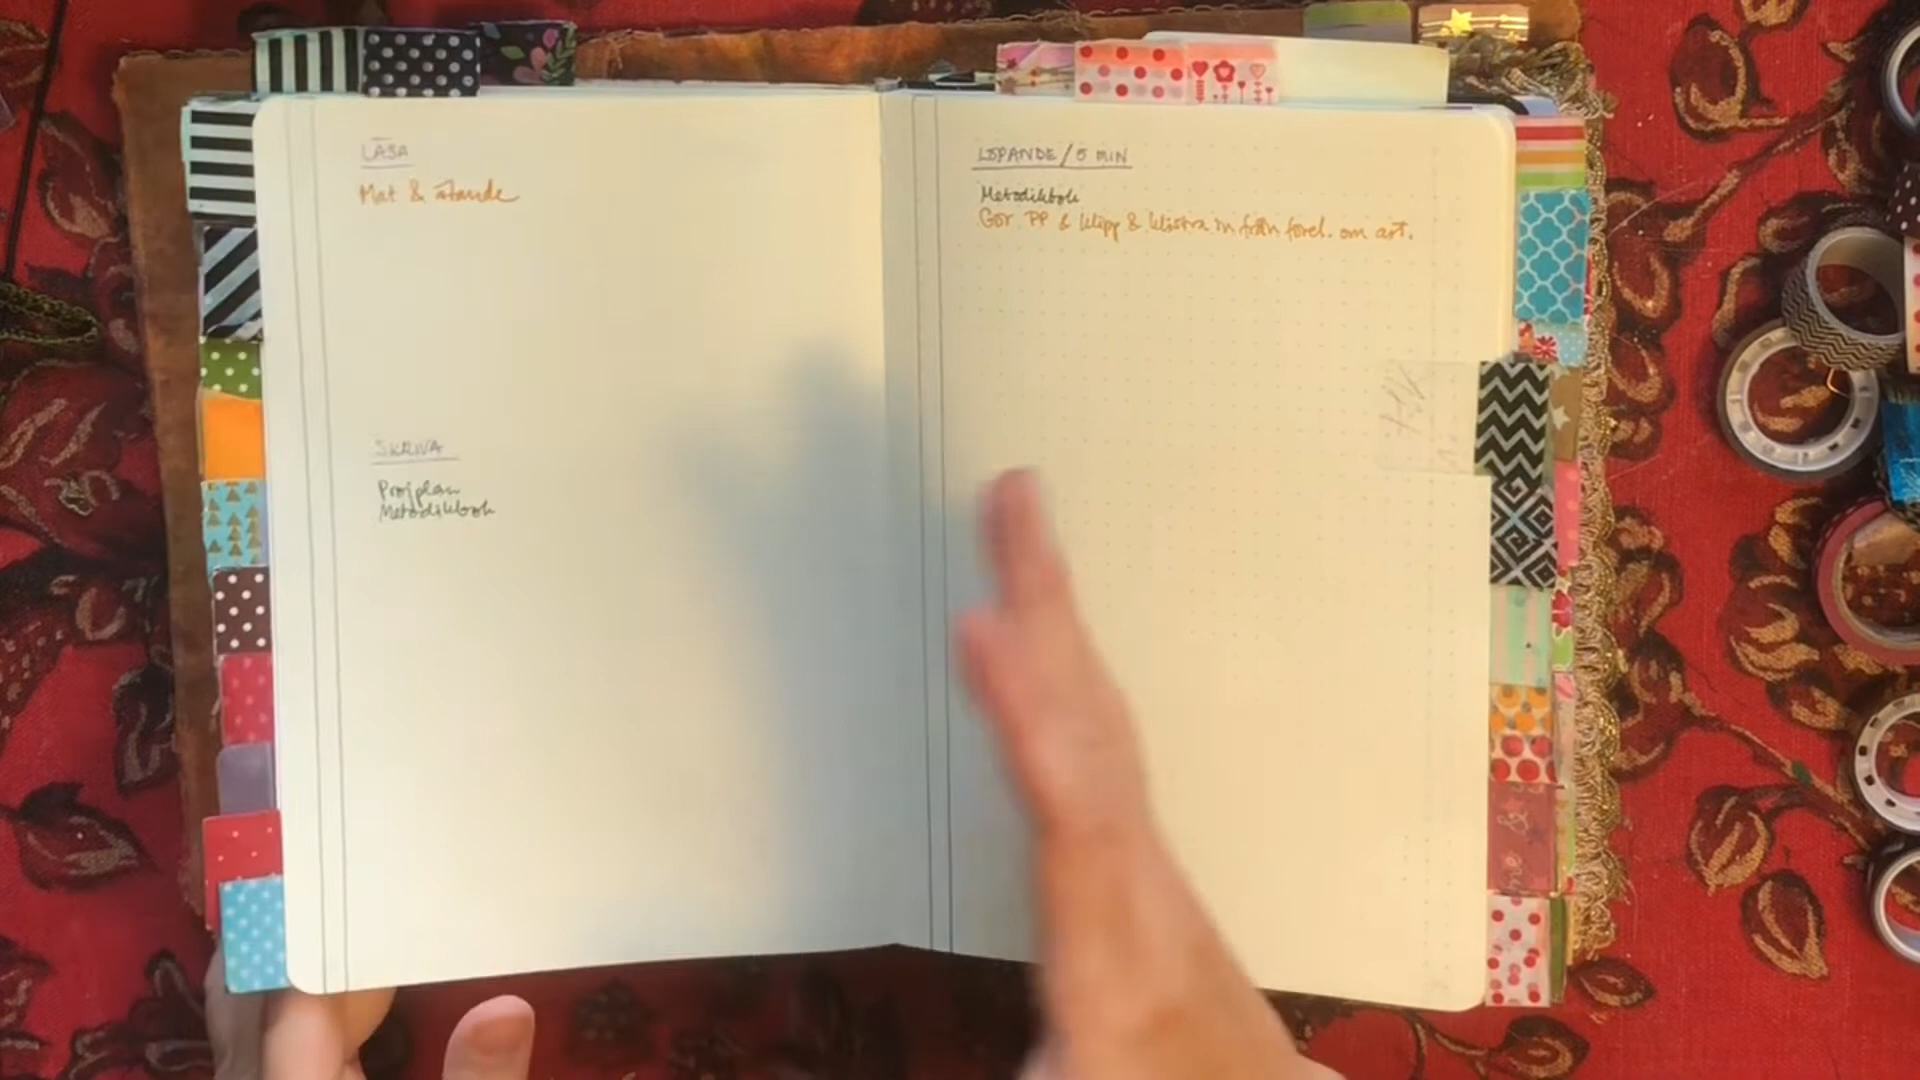 LÄSA
Mat & ätande
SKRIVA
Projplan
Metodikbok
LÖPANDE / 5 MIN
Metodikbok
Gör PP & klipp & klistra in från förel. om art.